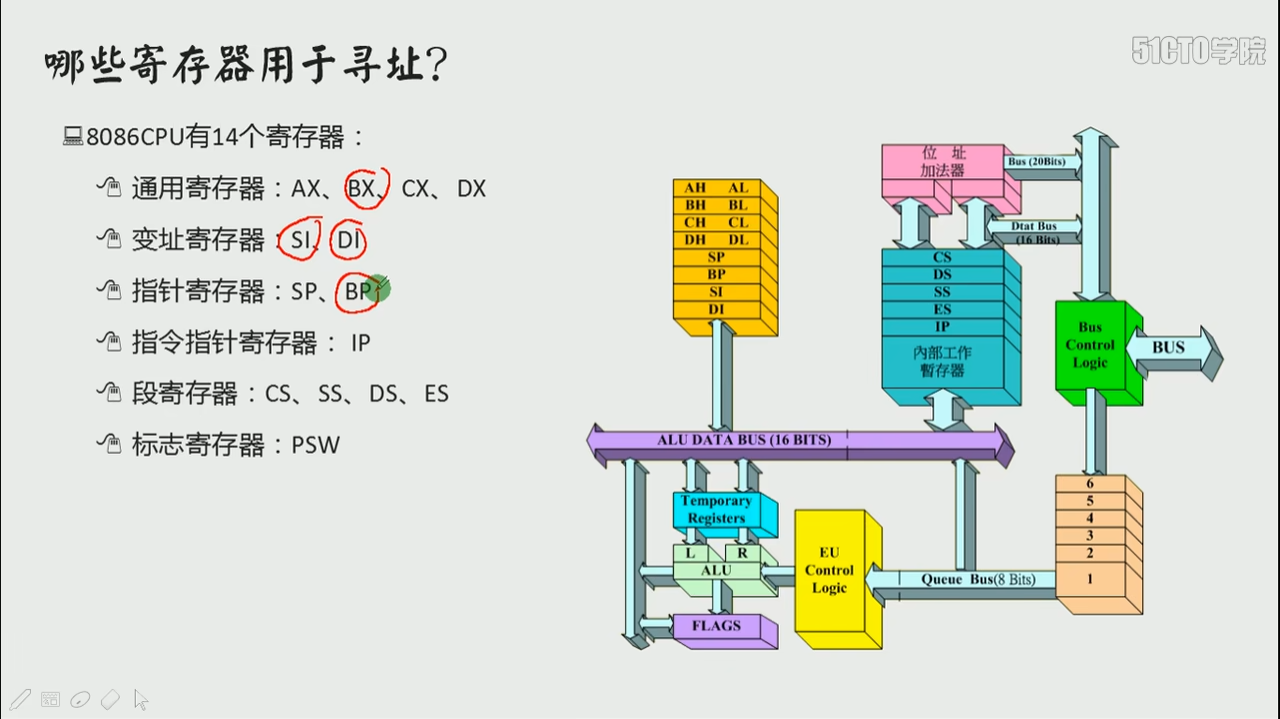 哪些寄存器用于寻址?
51CTO学院
8086CPU有14个寄存器：
通用寄存器：AX、BX、CX、DX
变址寄存器：SI、DI
指针寄存器：SP、BP
指令指针寄存器： IP
段寄存器：CS、SS、DS、ES
标志寄存器：PSW
AH AL
BH BL
CH CL
DH DL
SP
BP
SI
DI
位 址
加法器
Bus (20Bits)
Dtat Bus
(16 Bits)
CS
DS
SS
ES
IP
內部工作
暫存器
Bus
Control
Logic
BUS
ALU DATA BUS (16 BITS)
Temporary
Registers
L R
ALU
FLAGS
EU
Control
Logic
Queue Bus(8 Bits)
6
5
4
3
2
1